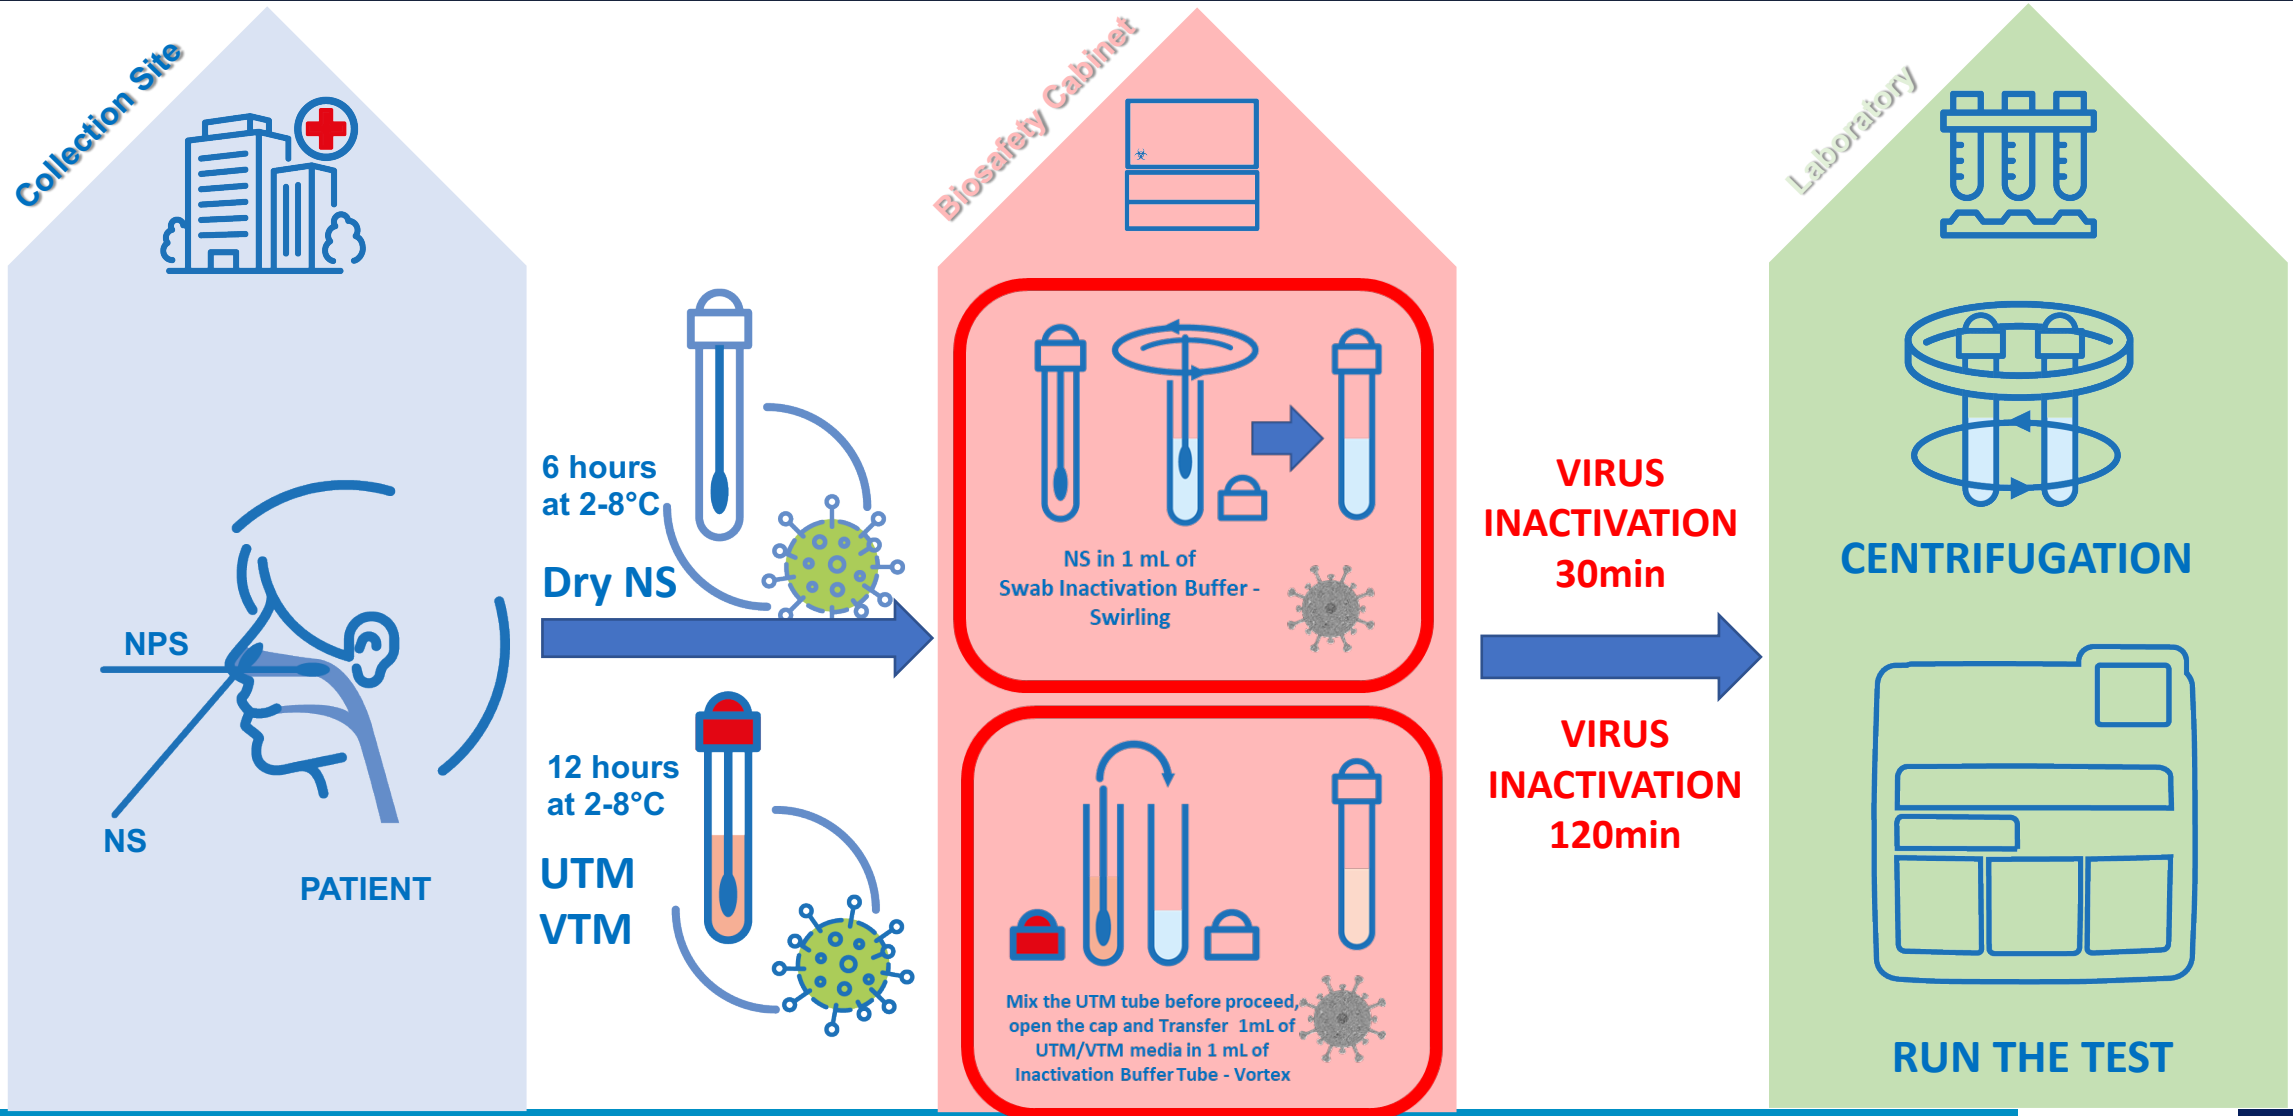 Collection Site
NPS
NS
PATIENT
6 hours
at 2-8°C
Dry NS
12 hours
at 2-8°C
UTM
VTM
Biosafety Cabinet
NS in 1 mL of
Swab Inactivation Buffer -
Swirling
Mix the UTM tube before proceed,
open the cap and Transfer 1mL of
UTM/VTM media in 1 mL of
Inactivation Buffer Tube - Vortex
VIRUS
INACTIVATION
30min
VIRUS
INACTIVATION
120min
Laboratory
CENTRIFUGATION
RUN THE TEST